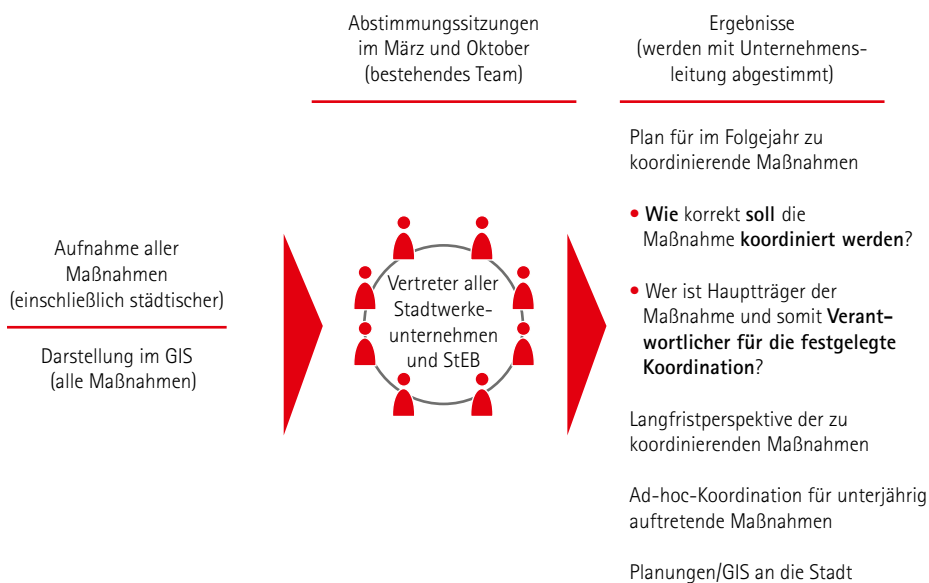 Aufnahme aller
Maßnahmen
(einschließlich städtischer)
Darstellung im GIS
(alle Maßnahmen)
Abstimmungssitzungen
im März und Oktober
(bestehendes Team)
Vertreter aller
Stadtwerke-
unternehmen
und StEB
Ergebnisse
(werden mit Unternehmens-
leitung abgestimmt)
Plan für im Folgejahr zu
koordinierende Maßnahmen
• Wie korrekt soll die
Maßnahme koordiniert werden?
• Wer ist Hauptträger der
Maßnahme und somit Verant-
wortlicher für die festgelegte
Koordination?
Langfristperspektive der zu
koordinierenden Maßnahmen
Ad-hoc-Koordination für unterjährig
auftretende Maßnahmen
Planungen/GIS an die Stadt